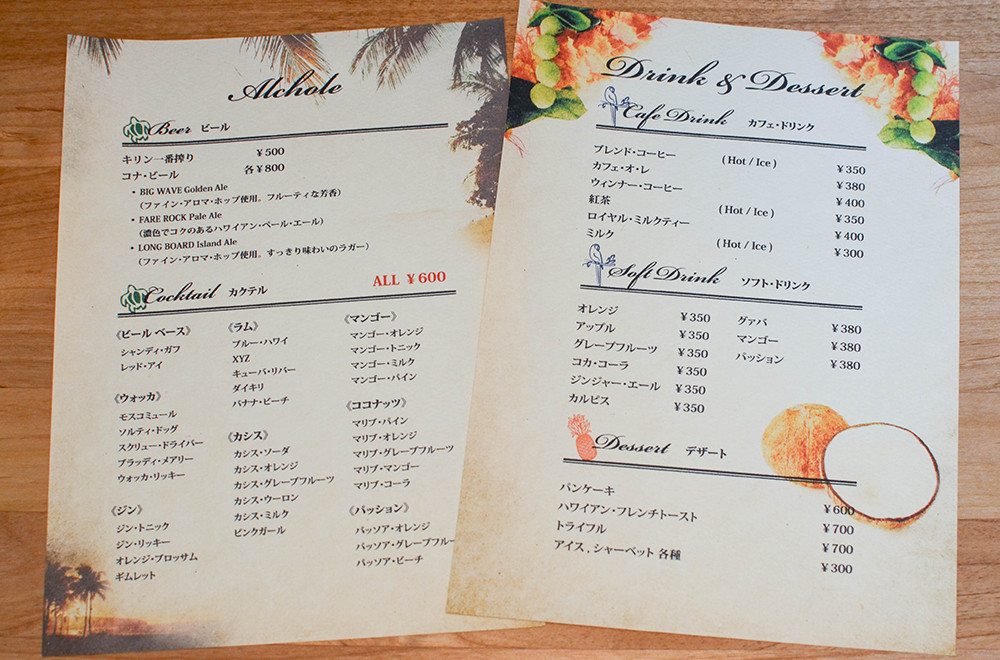 Alchole
Beer ビール
キリン一番搾り ¥500
コナ・ビール 各¥800
• BIG WAVE Golden Ale
(ファイン・アロマ・ホップ使用。フルーティな芳香)
• FARE ROCK Pale Ale
(濃色でコクのあるハワイアン・ペール・エール)
• LONG BOARD Island Ale
(ファイン・アロマ・ホップ使用。すっきり味わいのラガー)
Cocktail カクテル ALL ¥600
《ビール ベース》
シャンディ・ガフ
レッド・アイ
《ウォッカ》
モスコミュール
ソルティ・ドッグ
スクリュー・ドライバー
ブラッディ・メアリー
ウォッカ・リッキー
《ジン》
ジン・トニック
ジン・リッキー
オレンジ・ブロッサム
ギムレット
《ラム》
ブルー・ハワイ
XYZ
キューバ・リバー
ダイキリ
バナナ・ピーチ
《カシス》
カシス・ソーダ
カシス・オレンジ
カシス・グレープフルーツ
カシス・ウーロン
カシス・ミルク
ピンクガール
《マンゴー》
マンゴー・オレンジ
マンゴー・トニック
マンゴー・ミルク
マンゴー・パイン
《ココナッツ》
マリブ・パイン
マリブ・オレンジ
マリブ・グレープフルーツ
マリブ・マンゴー
マリブ・コーラ
《パッション》
パッソア・オレンジ
パッソア・グレープフルー
パッソア・ピーチ
Drink & Dessert
Cafe Drink カフェ・ドリンク
ブレンド・コーヒー (Hot / Ice) ¥350
カフェ・オ・レ ¥380
ウィンナー・コーヒー ¥400
紅茶 (Hot / Ice) ¥350
ロイヤル・ミルクティー ¥400
ミルク (Hot / Ice) ¥300
Soft Drink ソフト・ドリンク
オレンジ ¥350
アップル ¥350
グレープフルーツ ¥350
コカ・コーラ ¥350
ジンジャー・エール ¥350
カルピス ¥350
グァバ ¥380
マンゴー ¥380
パッション ¥380
Dessert デザート
パンケーキ ¥600
ハワイアン・フレンチトースト ¥700
トライフル ¥700
アイス, シャーベット 各種 ¥300